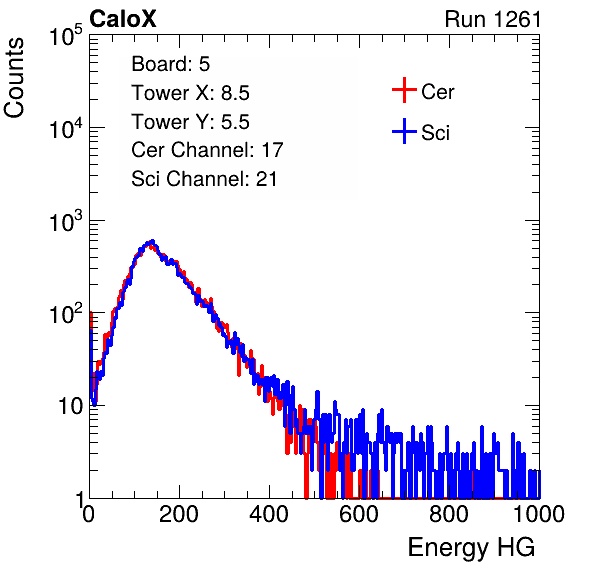 CaloX Run 1261
Counts
Board: 5
Tower X: 8.5
Tower Y: 5.5
Cer Channel: 17
Sci Channel: 21
Cer
Sci
10^5
10^4
10^3
10^2
10
1
0 200 400 600 800 1000
Energy HG